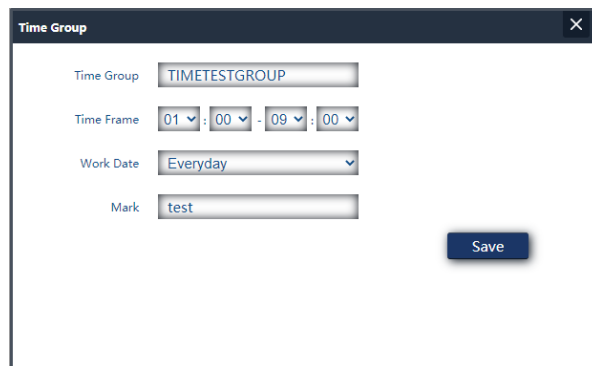 Time Group
Time Group TIMETESTGROUP
Time Frame 01 : 00 - 09 : 00
Work Date Everyday
Mark test
Save